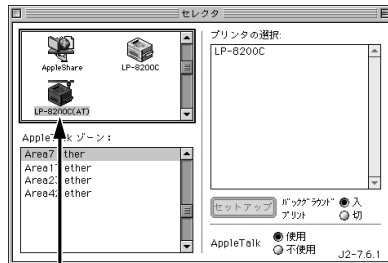 セレクタ
AppleShare
LP-8200C
LP-8200C(AT)
AppleTalk ゾーン:
Area7 ether
Area1 ether
Area2 ether
Area4 ether
プリンタの選択:
LP-8200C
セットアップ
バックグラウンド
プリント
入
切
AppleTalk
使用
不使用
J2-7.6.1